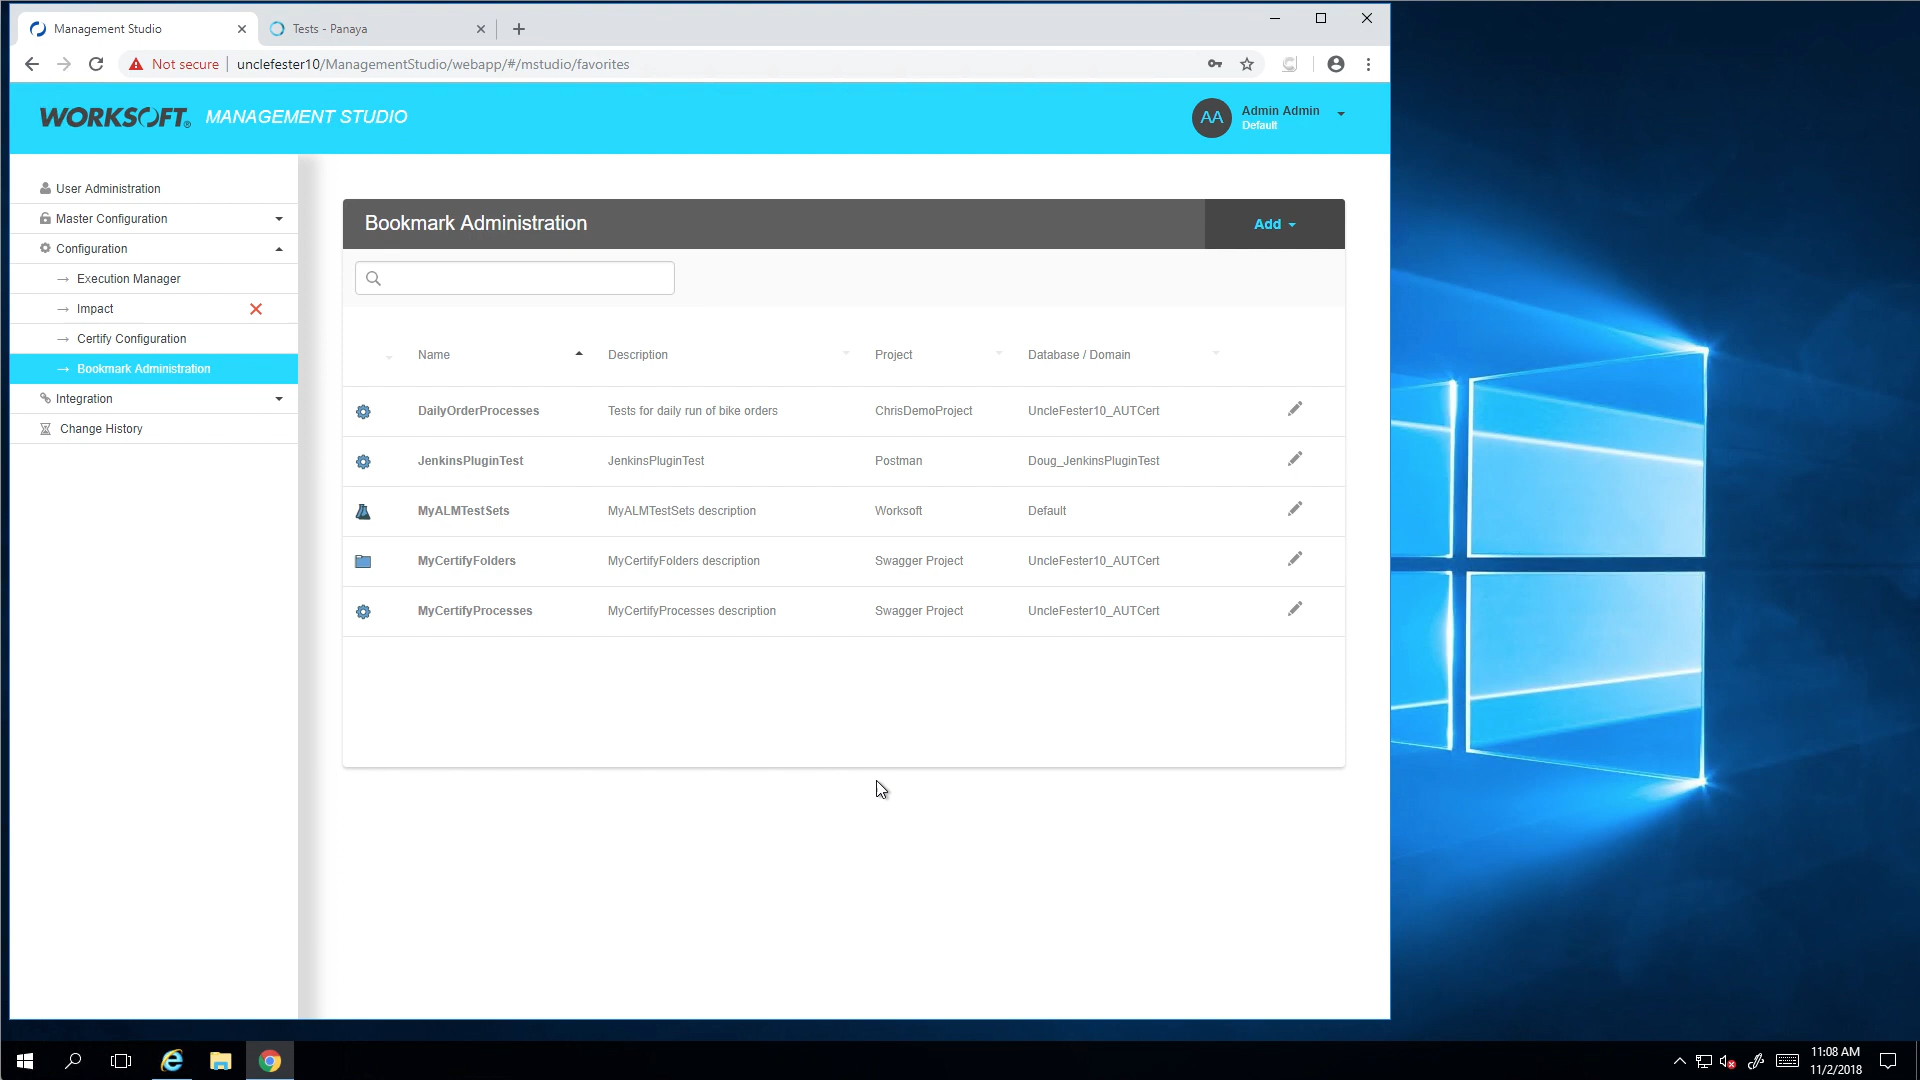 Management Studio
Tests - Panaya
Not secure
unclefester10/ManagementStudio/webapp/#/mstudio/favorites
WORKSOFT®
MANAGEMENT STUDIO
AA
Admin Admin
Default
User Administration
Master Configuration
Configuration
Execution Manager
Impact
Certify Configuration
Bookmark Administration
Integration
Change History
Bookmark Administration
Add
Name
Description
Project
Database / Domain
DailyOrderProcesses
Tests for daily run of bike orders
ChrisDemoProject
UncleFester10_AUTCert
JenkinsPluginTest
JenkinsPluginTest
Postman
Doug_JenkinsPluginTest
MyALMTestSets
MyALMTestSets description
Worksoft
Default
MyCertifyFolders
MyCertifyFolders description
Swagger Project
UncleFester10_AUTCert
MyCertifyProcesses
MyCertifyProcesses description
Swagger Project
UncleFester10_AUTCert
11:08 AM
11/2/2018